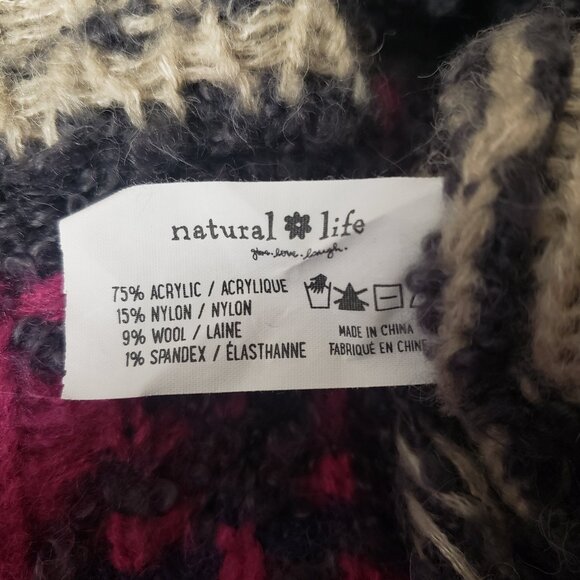 natural life
live. love. laugh.
75% ACRYLIC / ACRYLIQUE
15% NYLON / NYLON
9% WOOL / LAINE
1% SPANDEX / ÉLASTHANNE
MADE IN CHINA
FABRIQUÉ EN CHINE